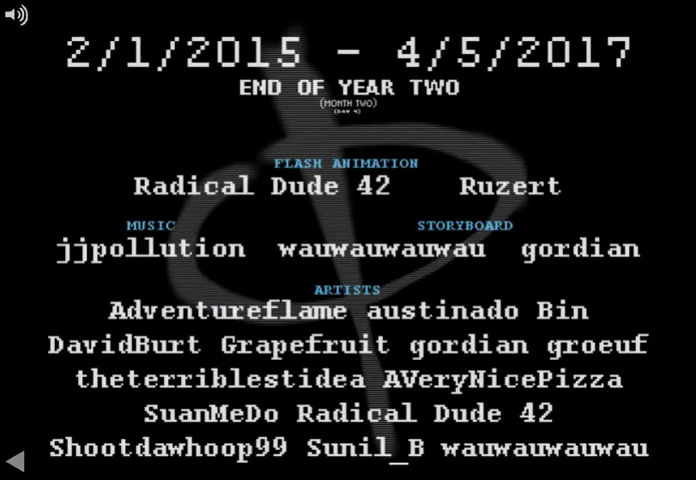 2/1/2015 - 4/5/2017
END OF YEAR TWO
(MONTH TWO)
(DAY 4)
FLASH ANIMATION
Radical Dude 42 Ruzert
MUSIC STORYBOARD
jjpollution wauwauwauwau gordian
ARTISTS
Adventureflame austinado Bin
DavidBurt Grapefruit gordian groeuf
theterriblestidea AVeryNicePizza
SuanMeDo Radical Dude 42
Shootdawhoop99 Sunil_B wauwauwauwau